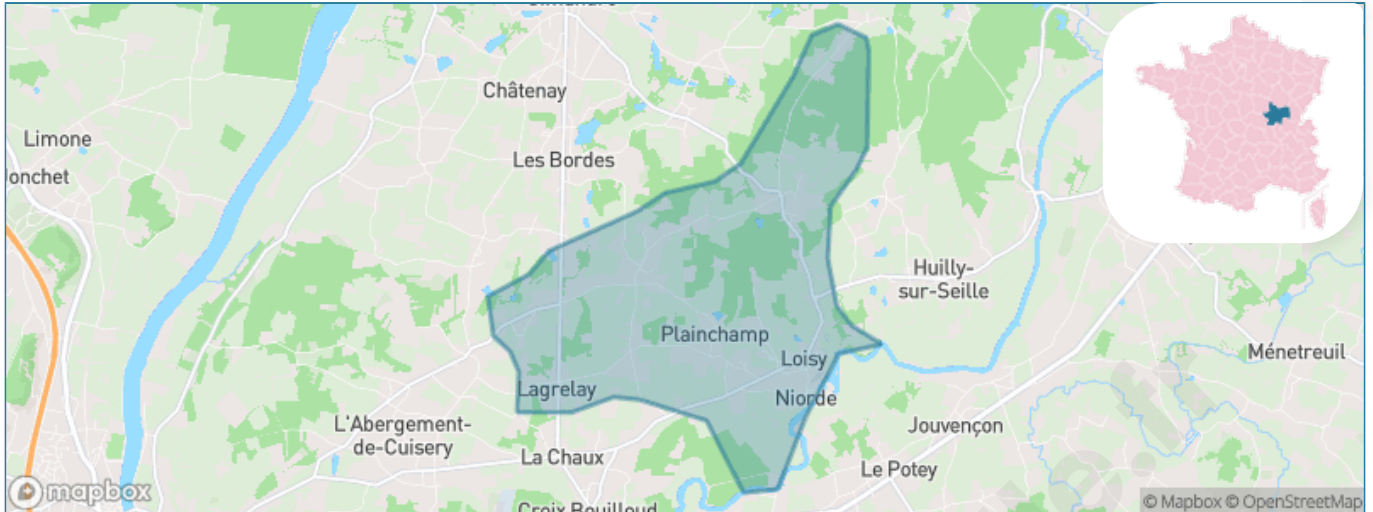 Châtenay
Limone
Les Bordes
Huilly-
sur-Seille
Plainchamp
Loisy
Ménetreuil
Lagrelay
Niorde
L'Abergement-
de-Cuisery
Jouvençon
La Chaux
Le Potey
mapbox
© Mapbox © OpenStreetMap